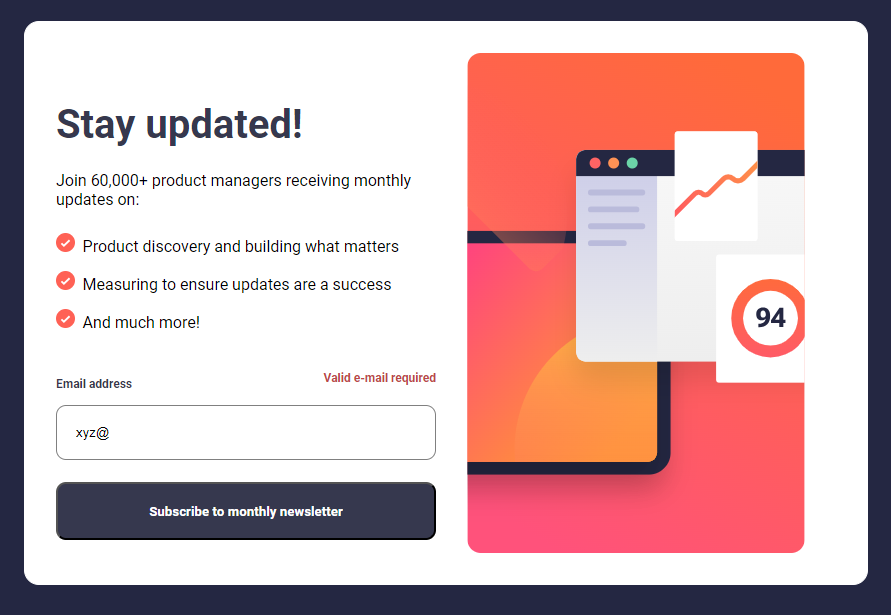 Stay updated!
Join 60,000+ product managers receiving monthly
updates on:
Product discovery and building what matters
Measuring to ensure updates are a success
And much more!
Email address
Valid e-mail required
xyz@
Subscribe to monthly newsletter
94